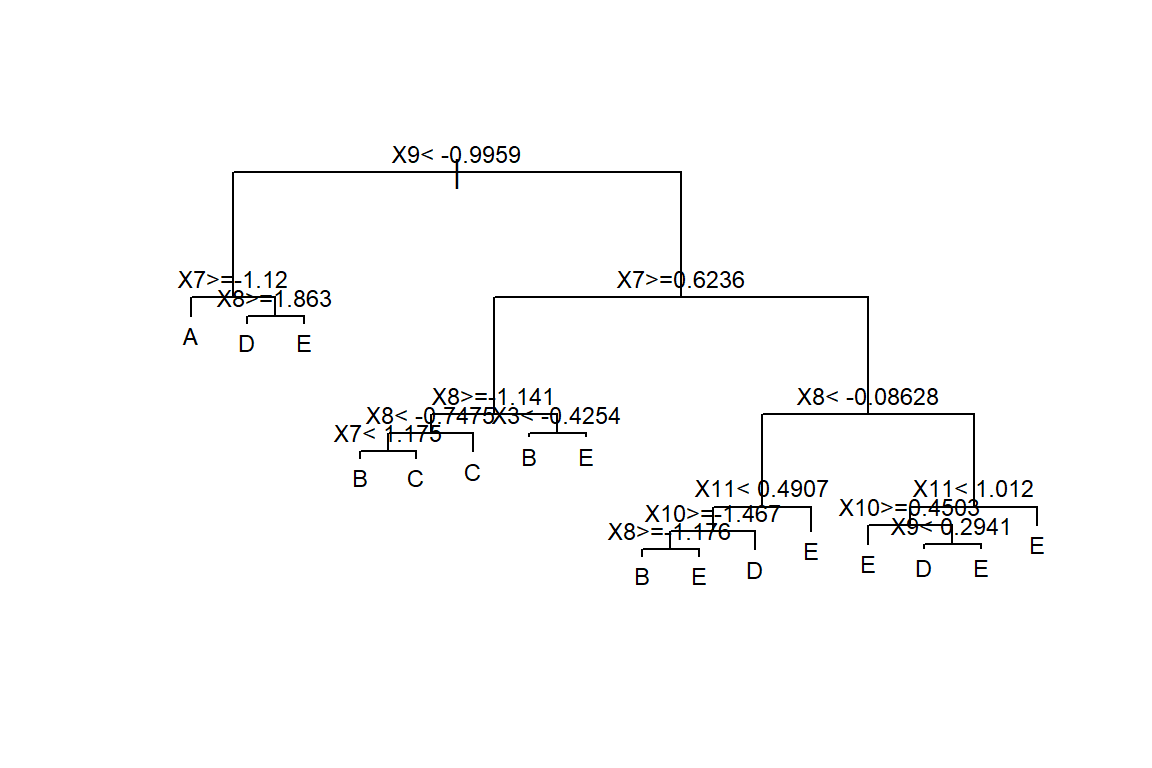 X9< -0.9959
X7>=-1.12
X7>=0.6236
X8>=1.863
A
D
E
X8>=-1.141
X8< -0.08628
X8< -0.7475
X3< -0.4254
X7< 1.175
B
E
C
B
C
X11< 0.4907
X11< 1.012
X10>=0.4503
X10>=-1.467
X9< 0.2941
X8>=-1.176
E
E
E
D
D
E
B
E